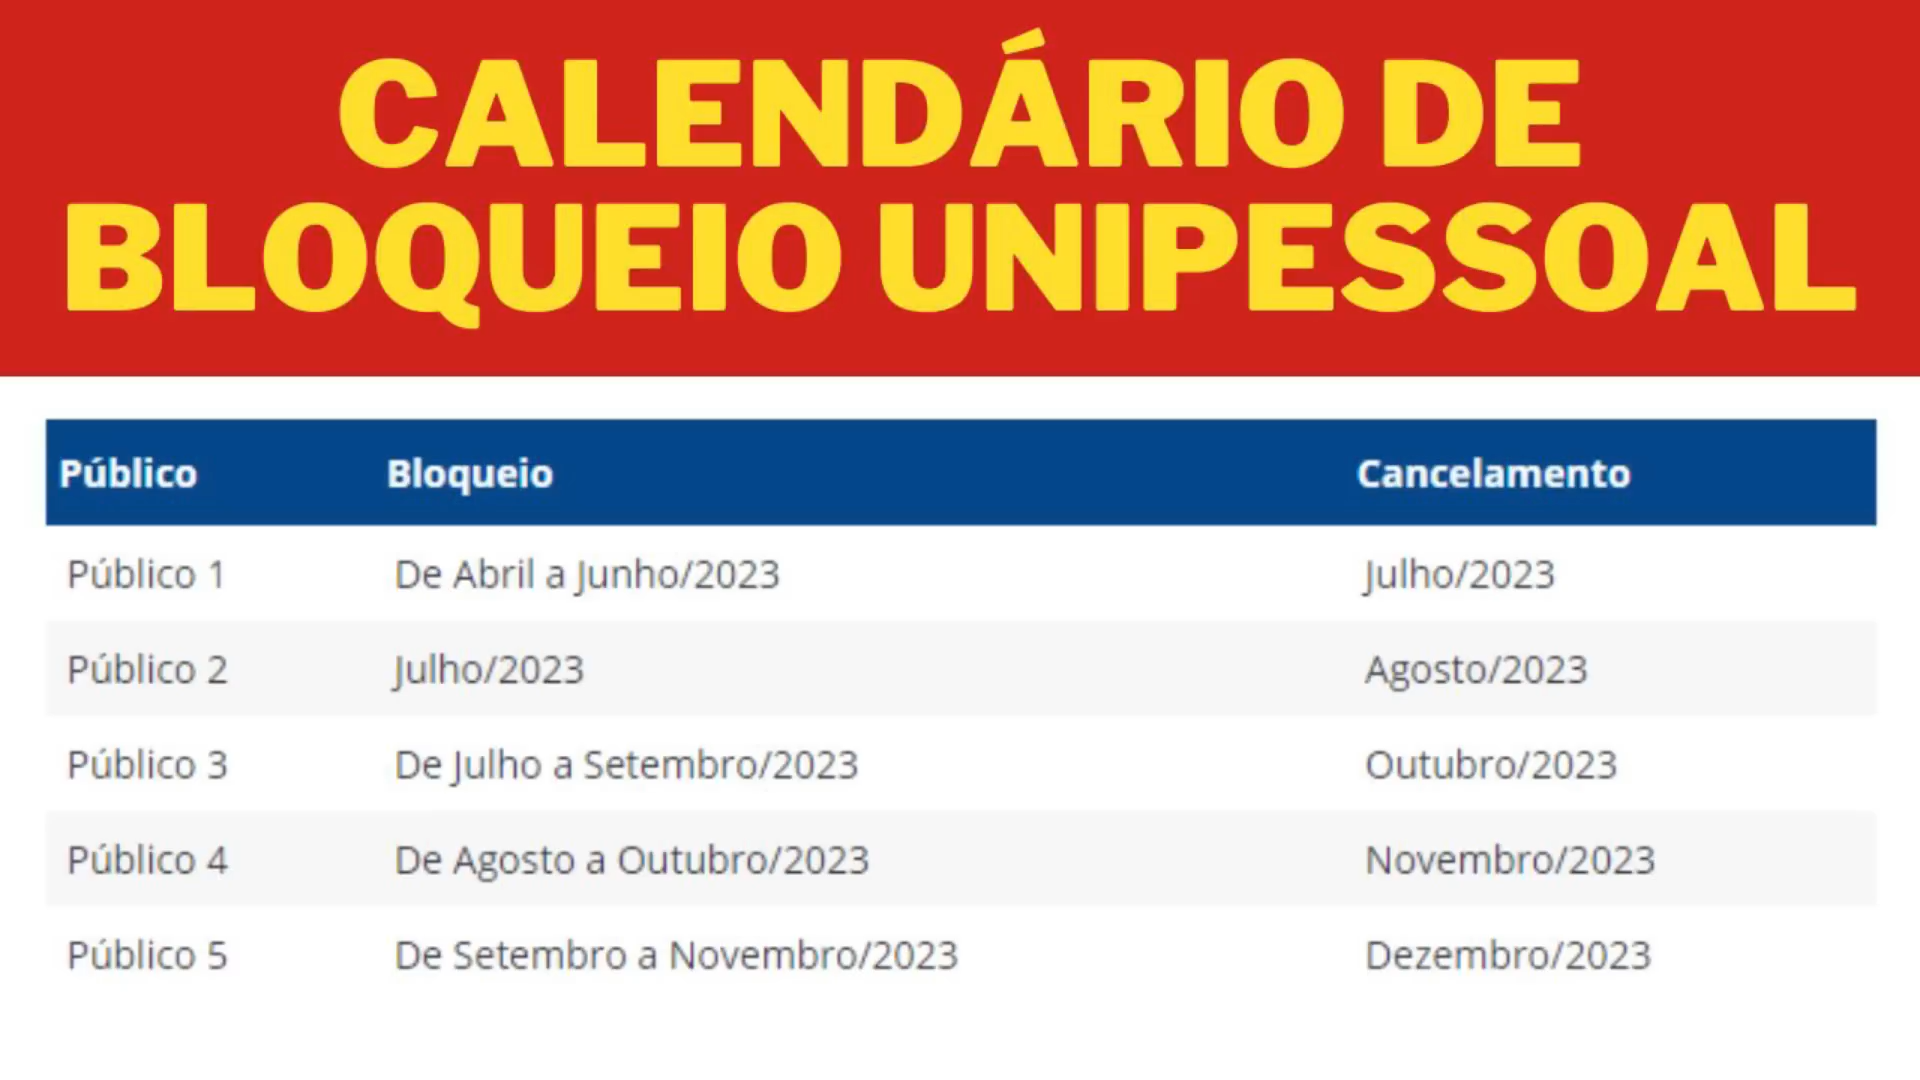 CALENDÁRIO DE
BLOQUEIO UNIPESSOAL
Público Bloqueio Cancelamento
Público 1 De Abril a Junho/2023 Julho/2023
Público 2 Julho/2023 Agosto/2023
Público 3 De Julho a Setembro/2023 Outubro/2023
Público 4 De Agosto a Outubro/2023 Novembro/2023
Público 5 De Setembro a Novembro/2023 Dezembro/2023